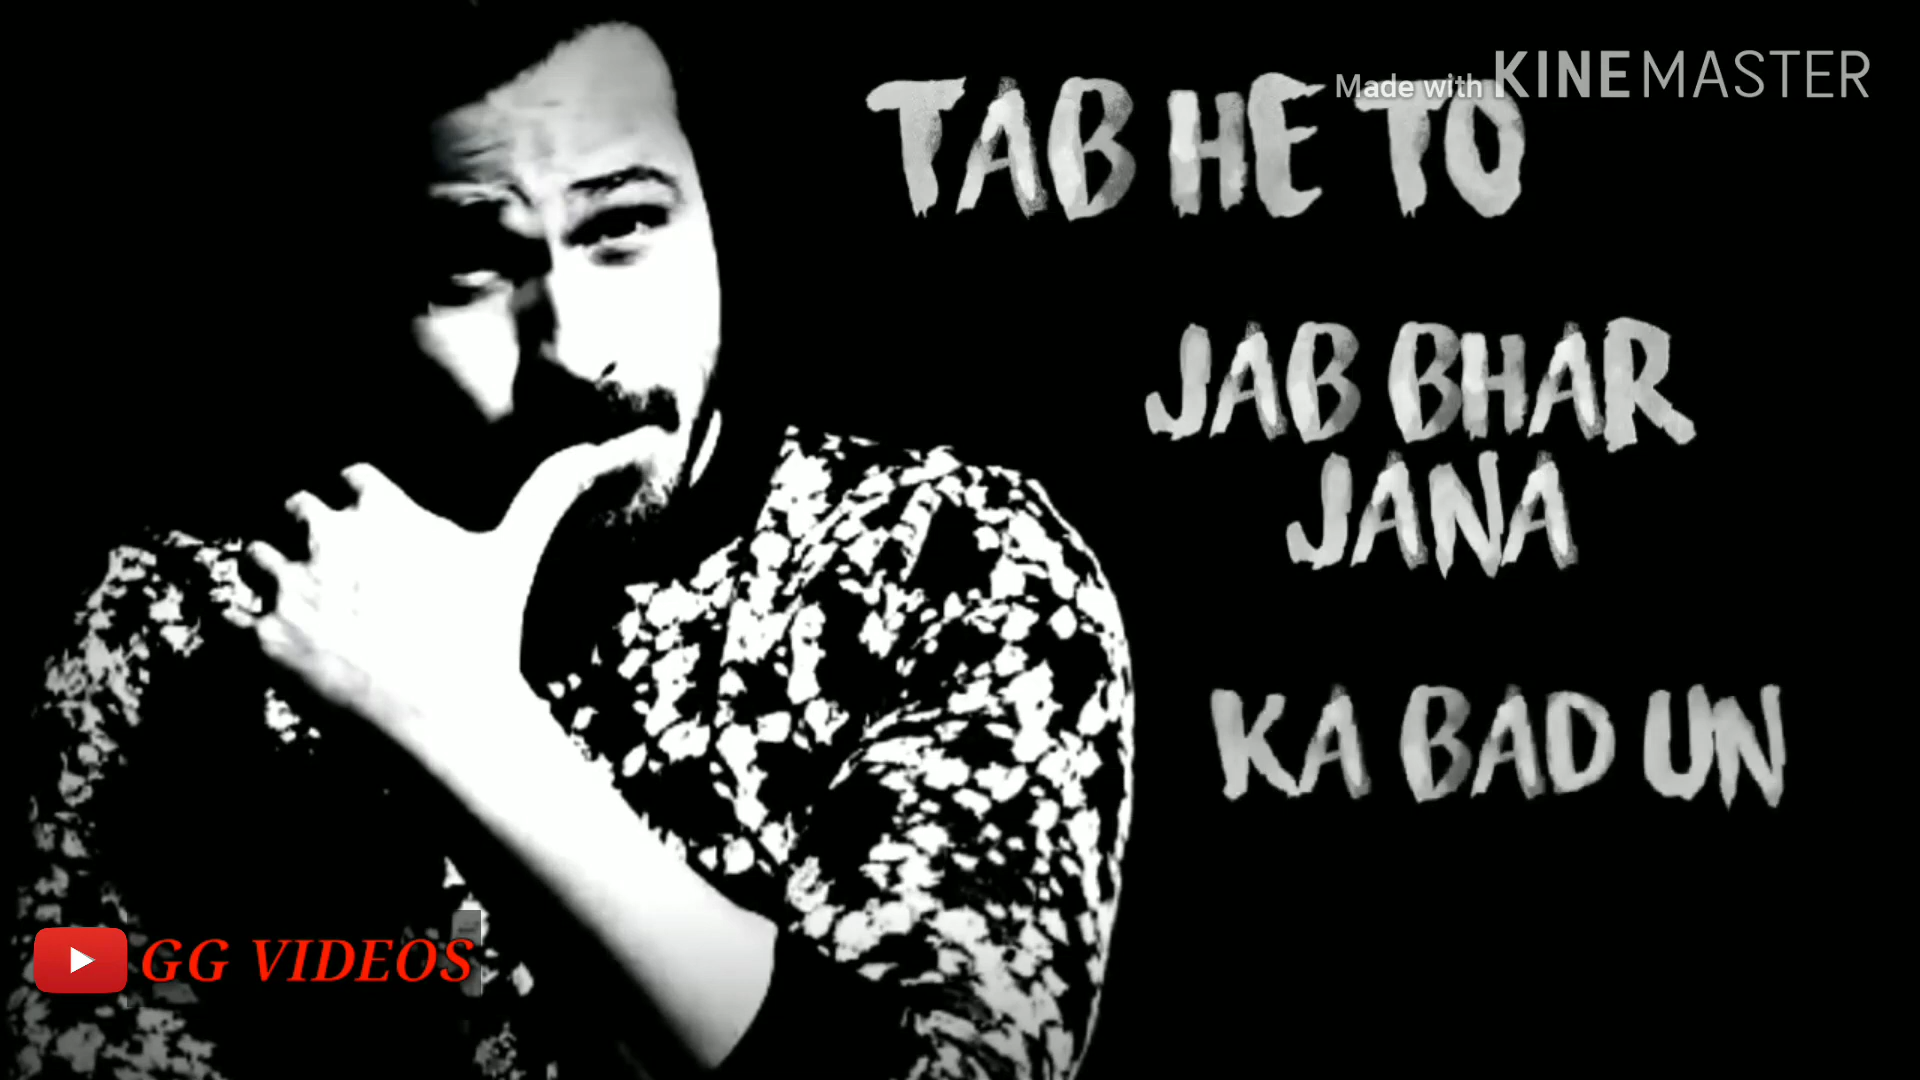 Made with KINEMASTER
TAB HE TO
JAB BHAR
JANA
KA BAD UN
GG VIDEOS